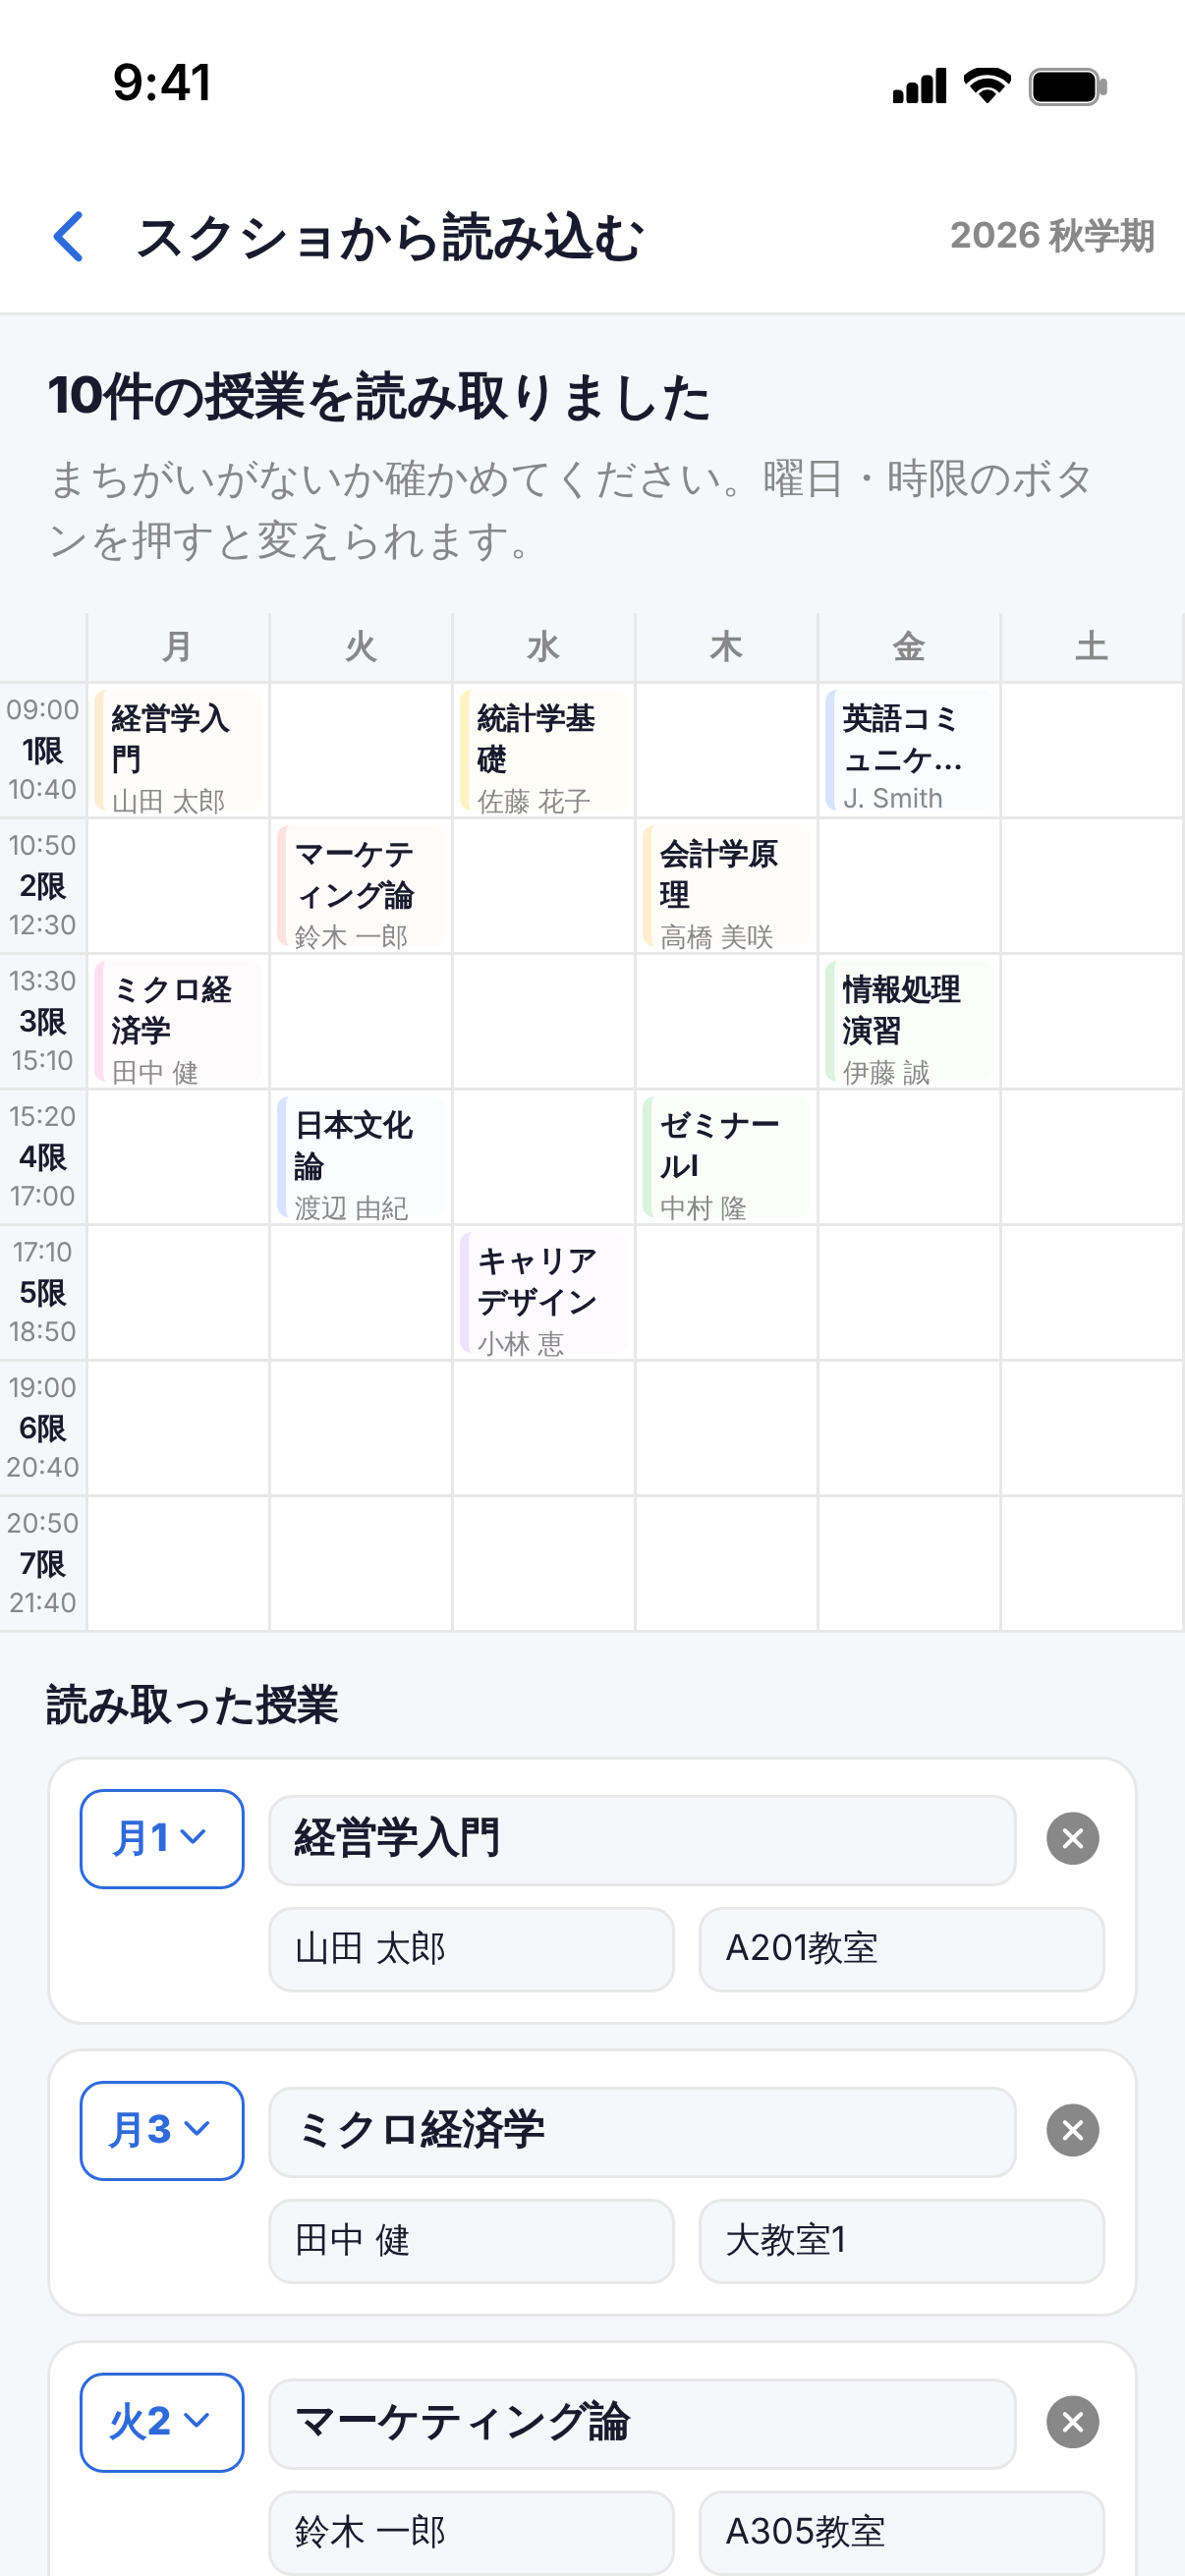 9:41
スクショから読み込む
2026 秋学期
10件の授業を読み取りました
まちがいがないか確かめてください。曜日・時限のボタ
ンを押すと変えられます。
月 火 水 木 金 土
09:00
1限
10:40
経営学入
門
山田 太郎
統計学基
礎
佐藤 花子
英語コミ
ュニケ...
J. Smith
10:50
2限
12:30
マーケテ
ィング論
鈴木 一郎
会計学原
理
高橋 美咲
13:30
3限
15:10
ミクロ経
済学
田中 健
情報処理
演習
伊藤 誠
15:20
4限
17:00
日本文化
論
渡辺 由紀
ゼミナー
ルI
中村 隆
17:10
5限
18:50
キャリア
デザイン
小林 恵
19:00
6限
20:40
20:50
7限
21:40
読み取った授業
月1
経営学入門
山田 太郎
A201教室
月3
ミクロ経済学
田中 健
大教室1
火2
マーケティング論
鈴木 一郎
A305教室